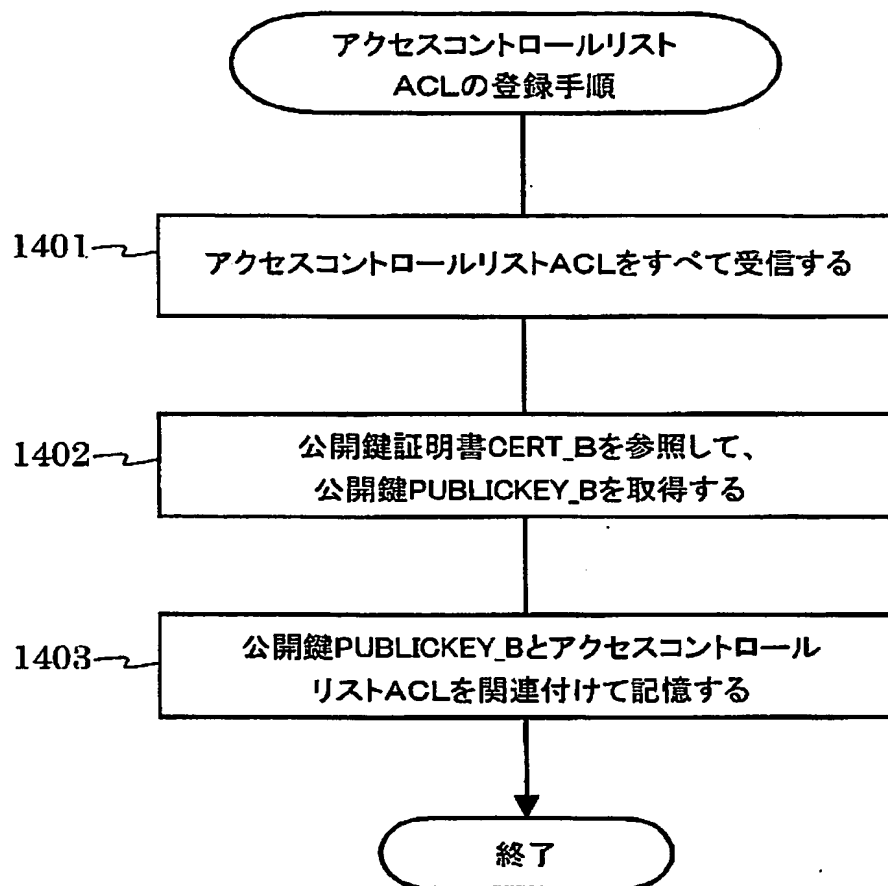 アクセスコントロールリスト
ACLの登録手順
1401
アクセスコントロールリストACLをすべて受信する
1402
公開鍵証明書CERT_Bを参照して、
公開鍵PUBLICKEY_Bを取得する
1403
公開鍵PUBLICKEY_Bとアクセスコントロール
リストACLを関連付けて記憶する
終了